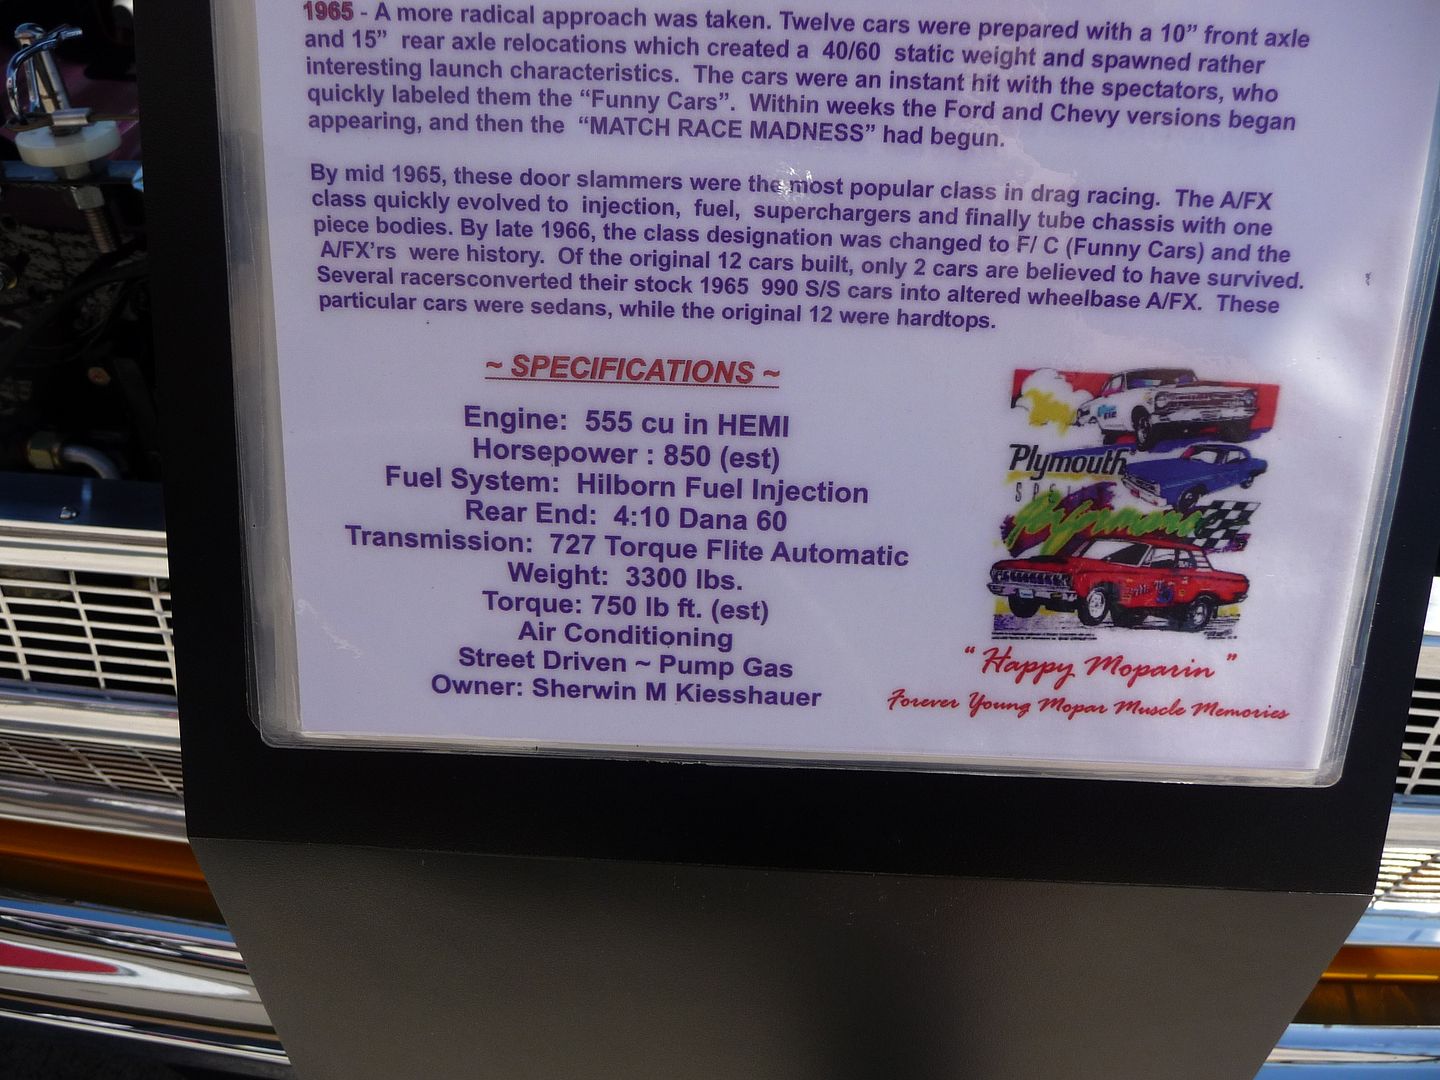 1965 - A more radical approach was taken. Twelve cars were prepared with a 10” front axle
and 15” rear axle relocations which created a 40/60 static weight and spawned rather
interesting launch characteristics. The cars were an instant hit with the spectators, who
quickly labeled them the “Funny Cars”. Within weeks the Ford and Chevy versions began
appearing, and then the “MATCH RACE MADNESS” had begun.
By mid 1965, these door slammers were the most popular class in drag racing. The A/FX
class quickly evolved to injection, fuel, superchargers and finally tube chassis with one
piece bodies. By late 1966, the class designation was changed to F/ C (Funny Cars) and the
A/FX’rs were history. Of the original 12 cars built, only 2 cars are believed to have survived.
Several racersconverted their stock 1965 990 S/S cars into altered wheelbase A/FX. These
particular cars were sedans, while the original 12 were hardtops.
~ SPECIFICATIONS ~
Engine: 555 cu in HEMI
Horsepower : 850 (est)
Fuel System: Hilborn Fuel Injection
Rear End: 4:10 Dana 60
Transmission: 727 Torque Flite Automatic
Weight: 3300 lbs.
Torque: 750 lb ft. (est)
Air Conditioning
Street Driven ~ Pump Gas
Owner: Sherwin M Kiesshauer
Plymouth
Performance
“Happy Moparin”
Forever Young Mopar Muscle Memories